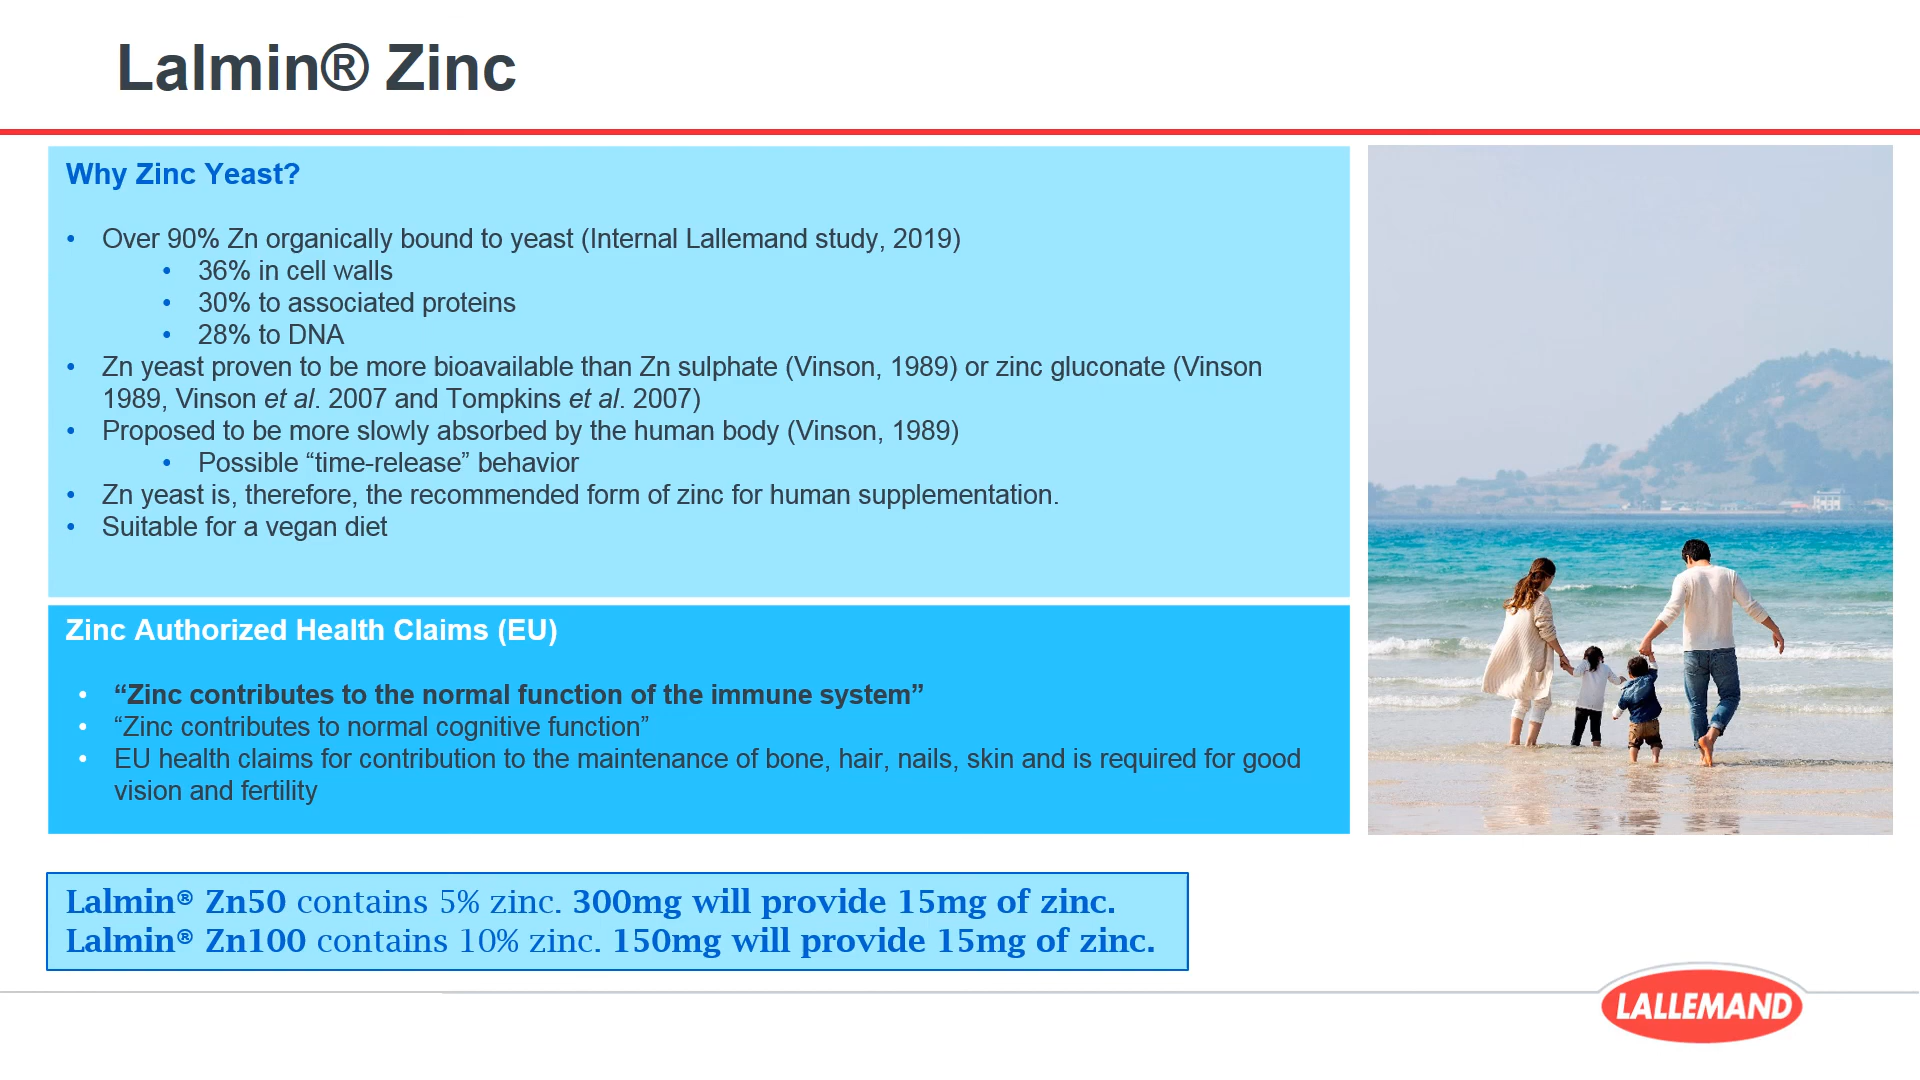 Lalmin® Zinc
Why Zinc Yeast?
• Over 90% Zn organically bound to yeast (Internal Lallemand study, 2019)
• 36% in cell walls
• 30% to associated proteins
• 28% to DNA
• Zn yeast proven to be more bioavailable than Zn sulphate (Vinson, 1989) or zinc gluconate (Vinson
1989, Vinson et al. 2007 and Tompkins et al. 2007)
• Proposed to be more slowly absorbed by the human body (Vinson, 1989)
• Possible “time-release” behavior
• Zn yeast is, therefore, the recommended form of zinc for human supplementation.
• Suitable for a vegan diet
Zinc Authorized Health Claims (EU)
• “Zinc contributes to the normal function of the immune system”
• “Zinc contributes to normal cognitive function”
• EU health claims for contribution to the maintenance of bone, hair, nails, skin and is required for good
vision and fertility
Lalmin® Zn50 contains 5% zinc. 300mg will provide 15mg of zinc.
Lalmin® Zn100 contains 10% zinc. 150mg will provide 15mg of zinc.
LALLEMAND